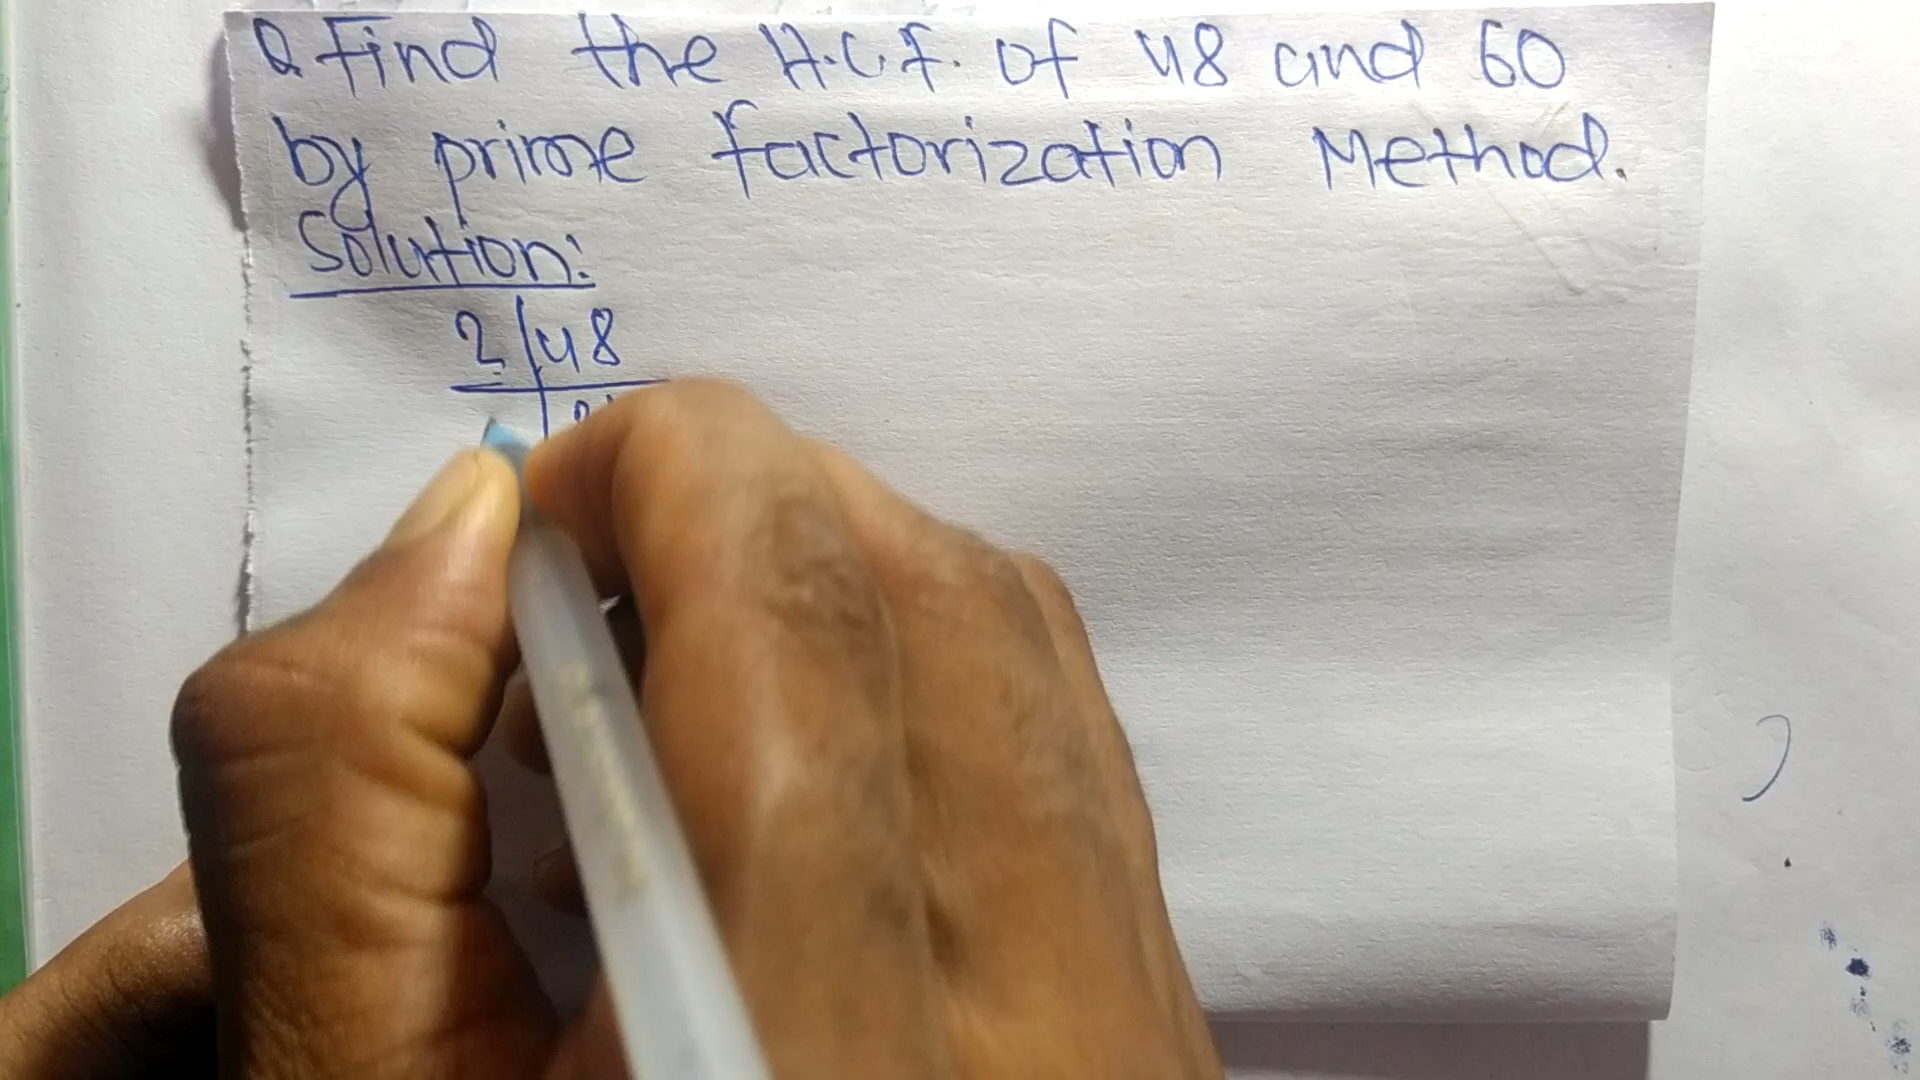 Q. Find the H.C.F. of 48 and 60
by prime factorization Method.
Solution:
2 48